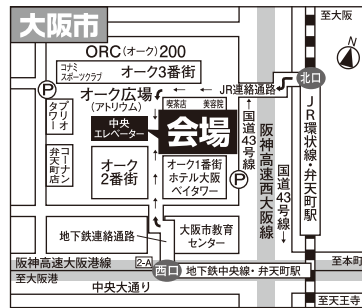 大阪市
至大阪
N
ORC(オーク)200
コナミ
スポーツクラブ
オーク3番街
P
JR連絡通路
北口
オーク広場
(アトリウム)
喫茶店
美容院
プリオ
タワー
中央
エレベーター
会場
国道43号線
阪神高速西大阪線
国道43号線
JR環状線・弁天町駅
コーナン
弁天町店
オーク
2番街
オーク1番街
ホテル大阪
ベイタワー
P
地下鉄連絡通路
大阪市教育
センター
阪神高速大阪港線
2-A
西口
地下鉄中央線・弁天町駅
至本町
至大阪港
中央大通り
至天王寺